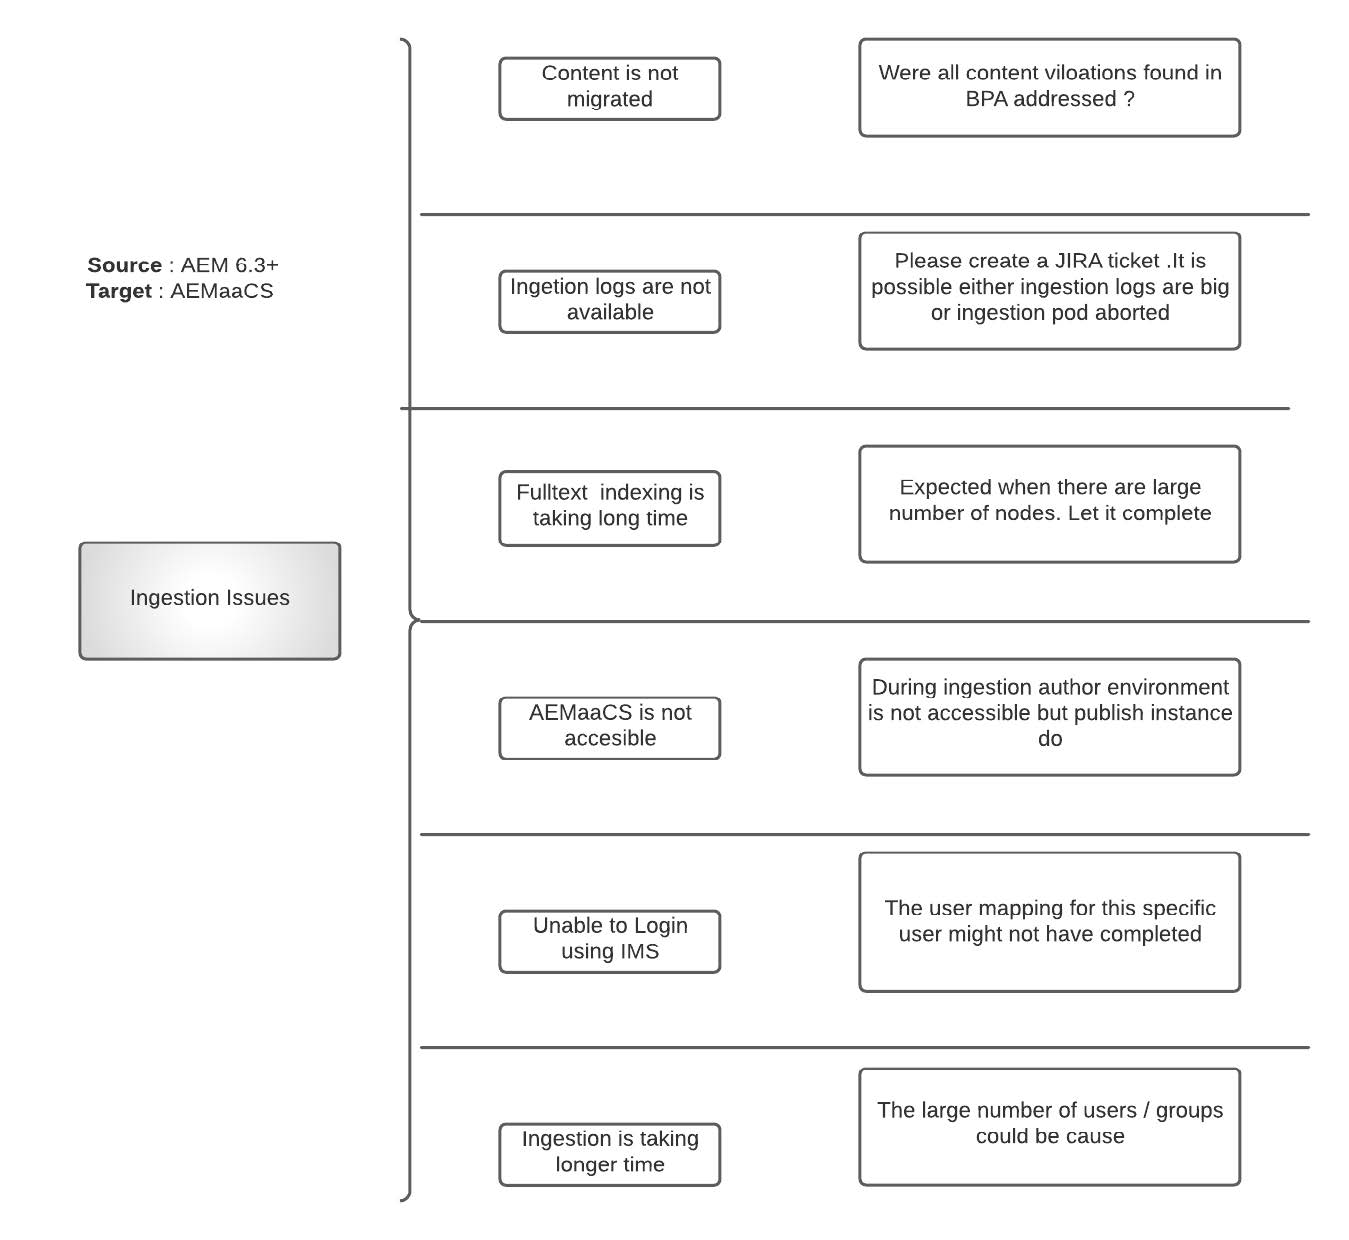 Content is not
migrated
Were all content viloations found in
BPA addressed ?
Source : AEM 6.3+
Target : AEMaaCS
Ingetion logs are not
available
Please create a JIRA ticket .It is
possible either ingestion logs are big
or ingestion pod aborted
Fulltext  indexing is
taking long time
Expected when there are large
number of nodes. Let it complete
Ingestion Issues
AEMaaCS is not
accesible
During ingestion author environment
is not accessible but publish instance
do
Unable to Login
using IMS
The user mapping for this specific
user might not have completed
Ingestion is taking
longer time
The large number of users / groups
could be cause